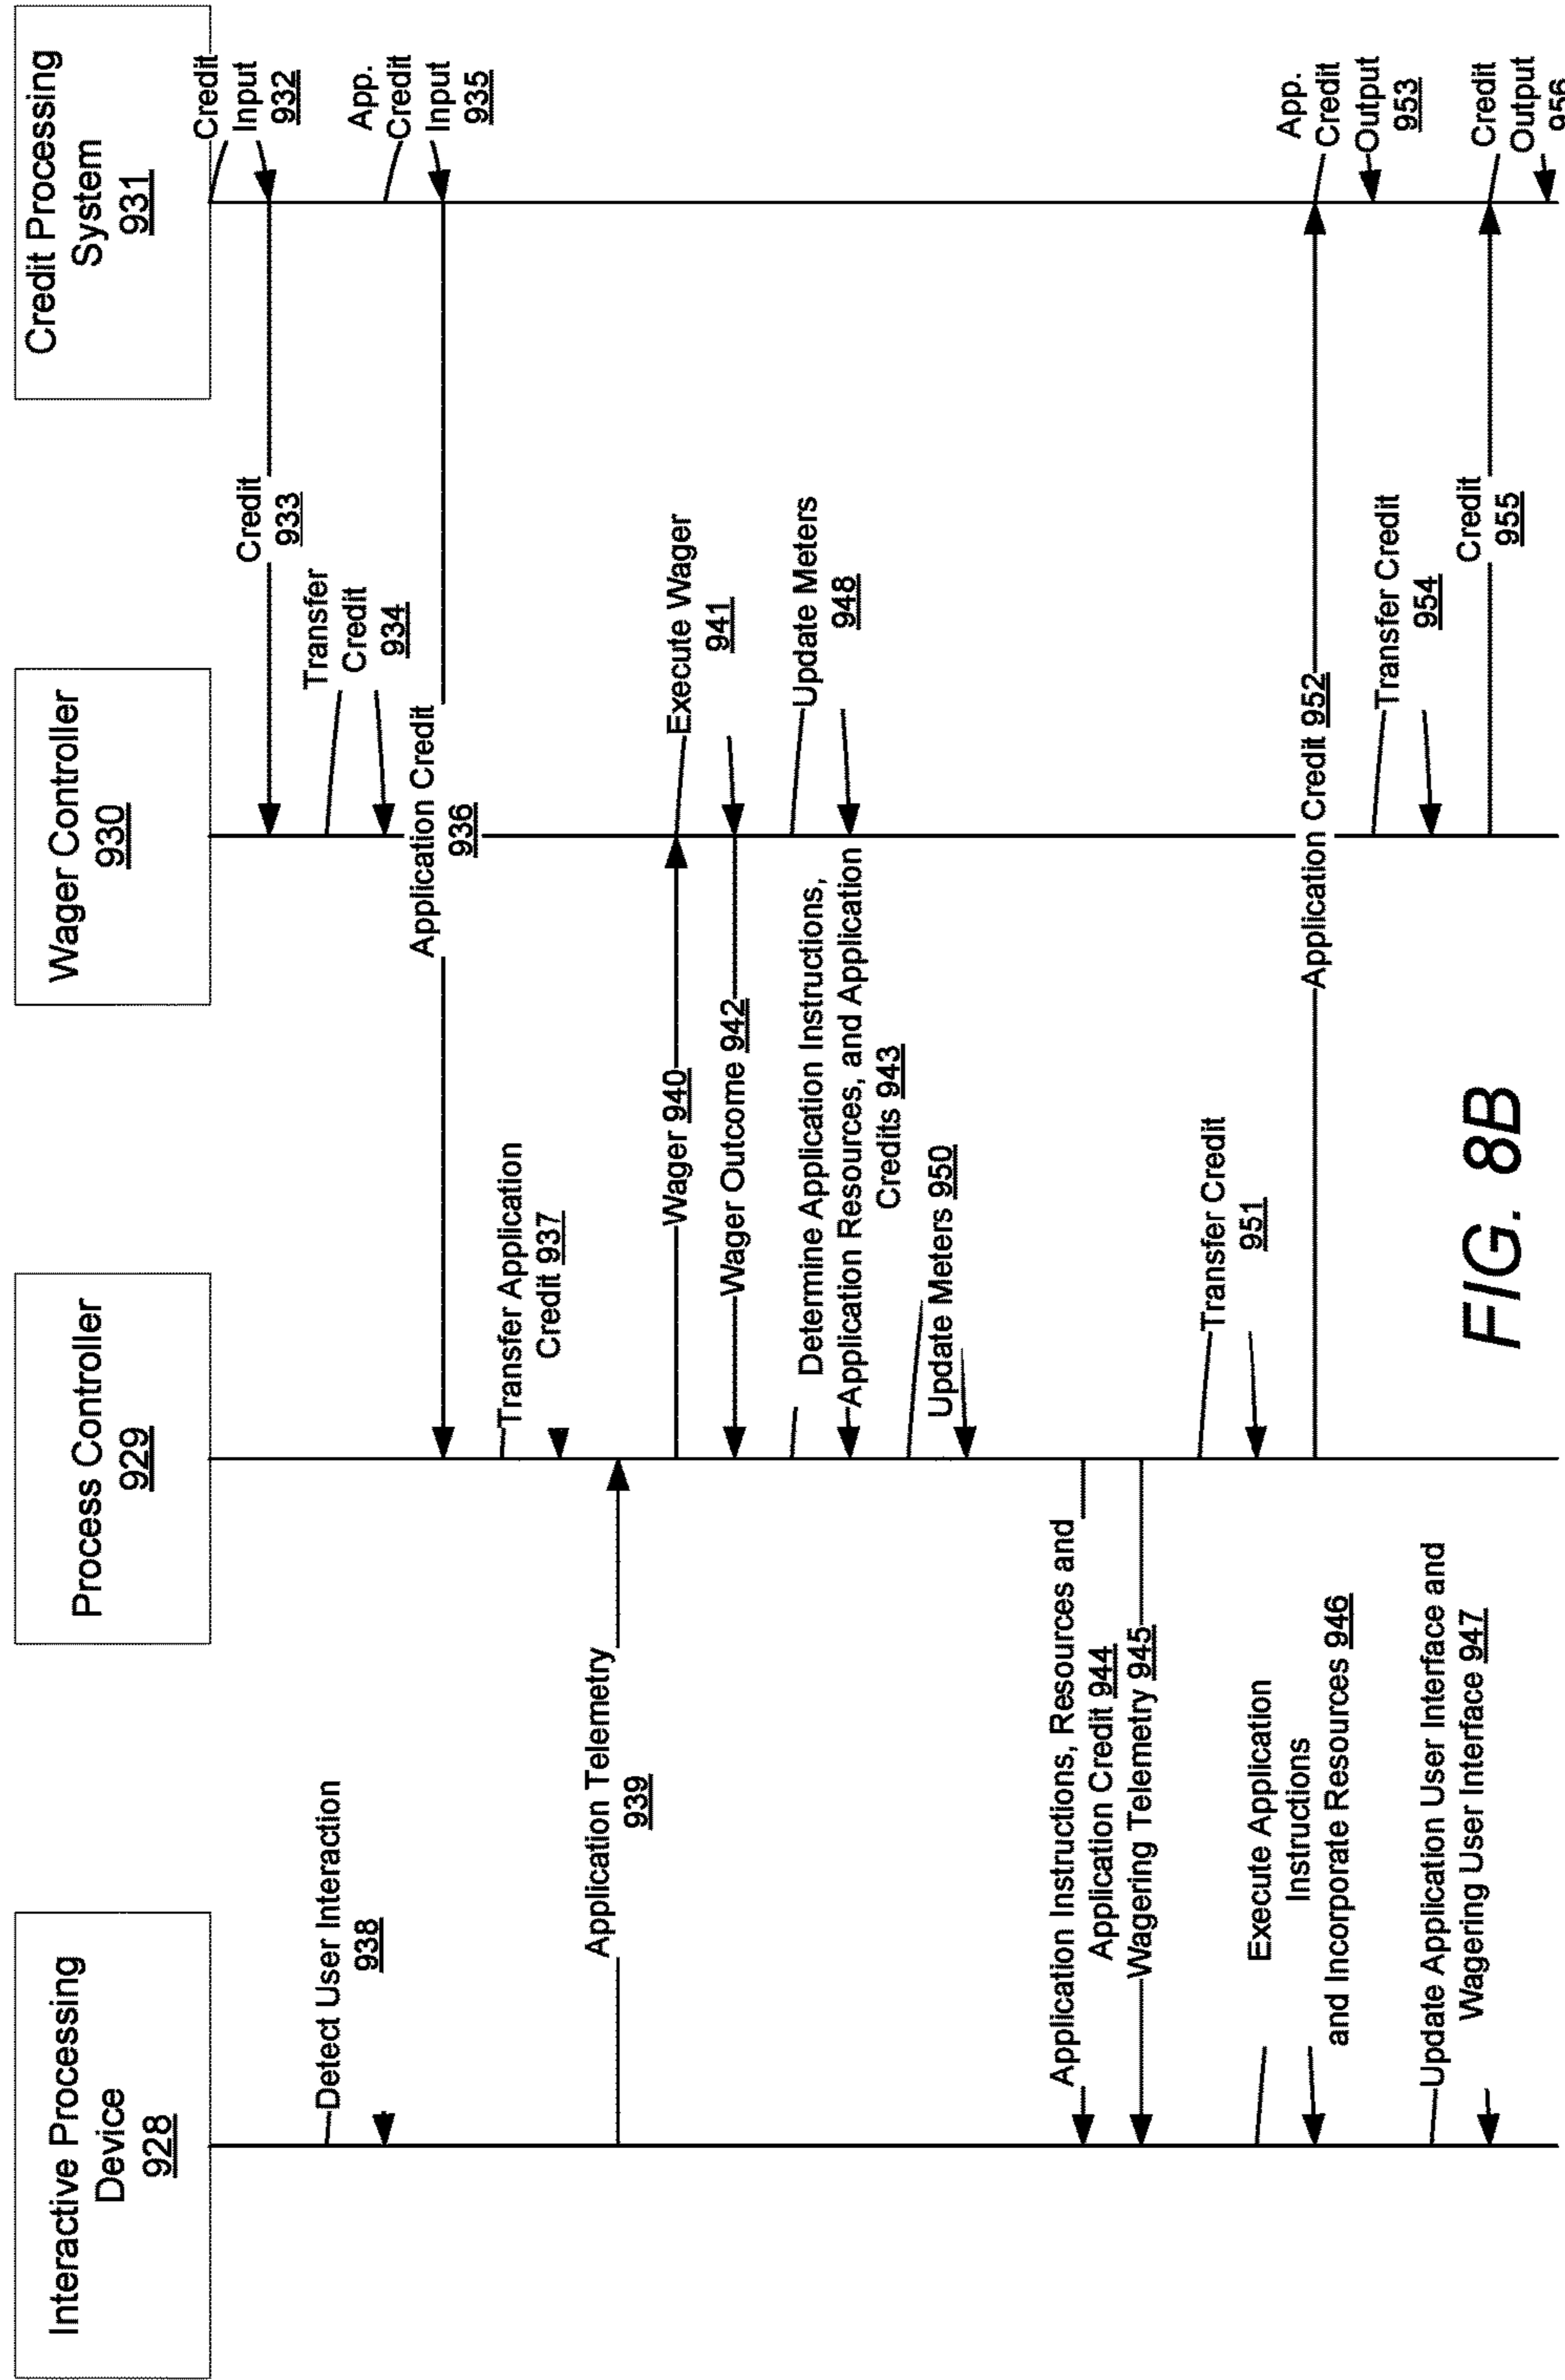 Interactive Processing
Device
928
Process Controller
929
Wager Controller
930
Credit Processing
System
931
Credit
Input
932
Credit
933
Transfer
Credit
934
App.
Credit
Input
935
Application Credit
936
Transfer Application
Credit 937
Detect User Interaction
938
Application Telemetry
939
Wager 940
Execute Wager
941
Wager Outcome 942
Update Meters
948
Determine Application Instructions,
Application Resources, and Application
Credits 943
Update Meters 950
Application Instructions, Resources and
Application Credit 944
Wagering Telemetry 945
Execute Application
Instructions
and Incorporate Resources 946
Update Application User Interface and
Wagering User Interface 947
Transfer Credit
951
Application Credit 952
App.
Credit
Output
953
Transfer Credit
954
Credit
955
Credit
Output
956
FIG. 8B